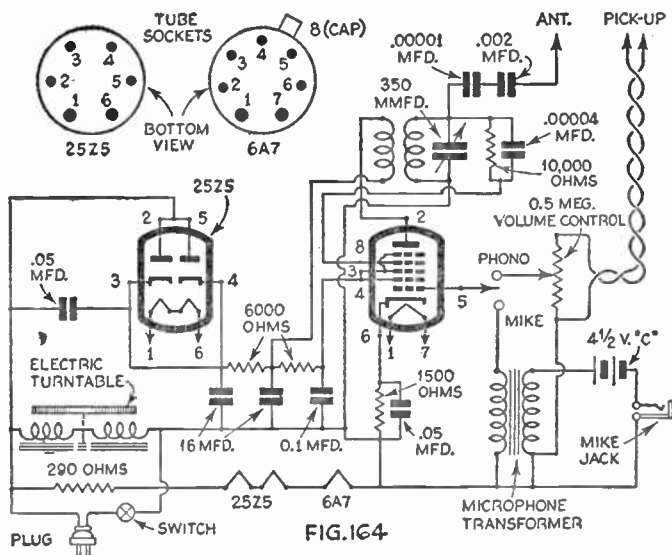 TUBE
SOCKETS
8 (CAP)
3
4
2
5
1
6
3
4
5
2
6
1
7
BOTTOM
VIEW
25Z5
6A7
ANT.
PICK-UP
.00001
MFD.
.002
MFD.
350
MMFD.
.00004
MFD.
10,000
OHMS
0.5 MEG.
VOLUME CONTROL
25Z5
2
5
3
4
1
6
.05
MFD.
2
8
3
4
5
6
1
7
PHONO
MIKE
6000
OHMS
4½ V. "C"
ELECTRIC
TURNTABLE
16 MFD.
0.1 MFD.
1500
OHMS
.05
MFD.
MIKE
JACK
290 OHMS
25Z5
6A7
MICROPHONE
TRANSFORMER
PLUG
SWITCH
FIG.164